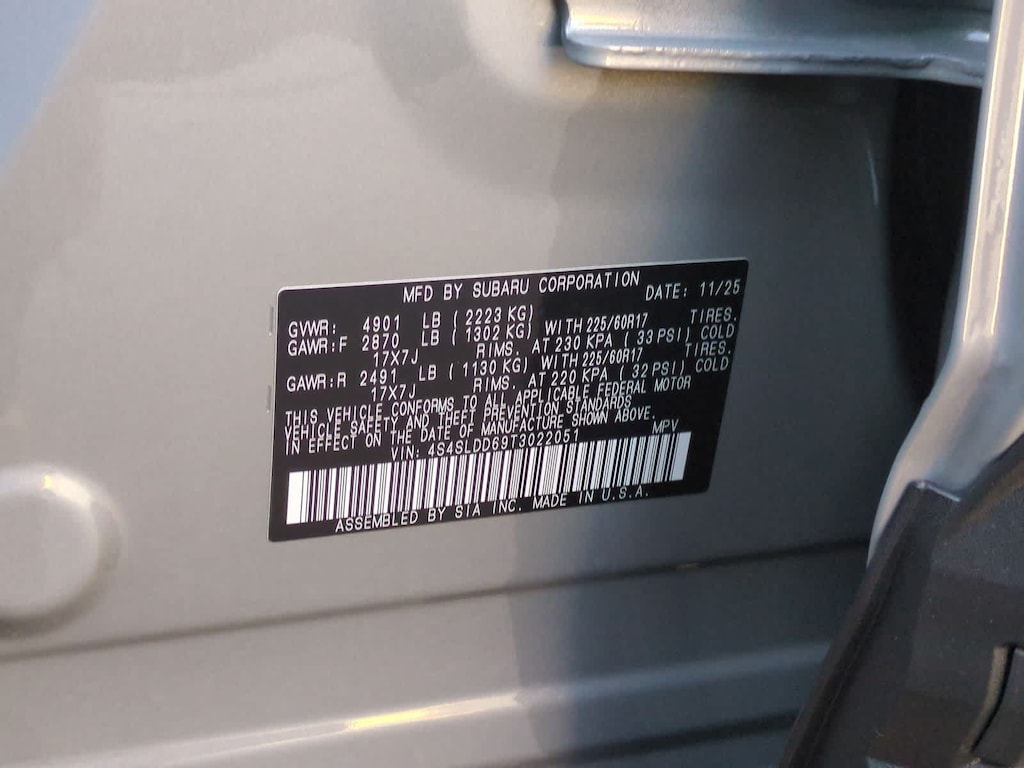 MFD BY SUBARU CORPORATION DATE: 11/25
GVWR: 4901 LB ( 2223 KG)
GAWR:F 2870 LB ( 1302 KG) WITH 225/60R17 TIRES.
17X7J RIMS. AT 230 KPA ( 33 PSI) COLD
GAWR:R 2491 LB ( 1130 KG) WITH 225/60R17 TIRES.
17X7J RIMS. AT 220 KPA ( 32 PSI) COLD
THIS VEHICLE CONFORMS TO ALL APPLICABLE FEDERAL MOTOR
VEHICLE SAFETY AND THEFT PREVENTION STANDARDS
IN EFFECT ON THE DATE OF MANUFACTURE SHOWN ABOVE.
VIN: 4S4SLDD69T3022051 MPV
ASSEMBLED BY SIA INC. MADE IN U.S.A.